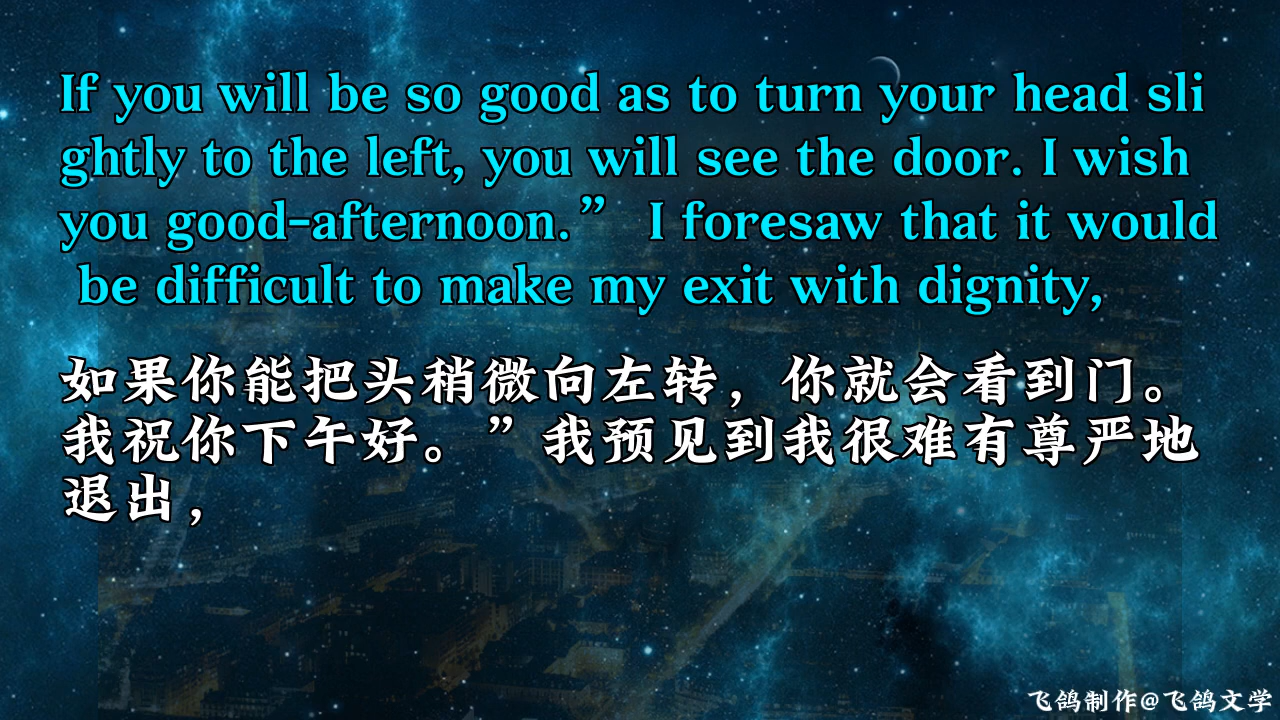 If you will be so good as to turn your head sli
ghtly to the left, you will see the door. I wish
you good-afternoon.” I foresaw that it would
be difficult to make my exit with dignity,
如果你能把头稍微向左转，你就会看到门。
我祝你下午好。”我预见到我很难有尊严地
退出，
飞鸽制作@飞鸽文学